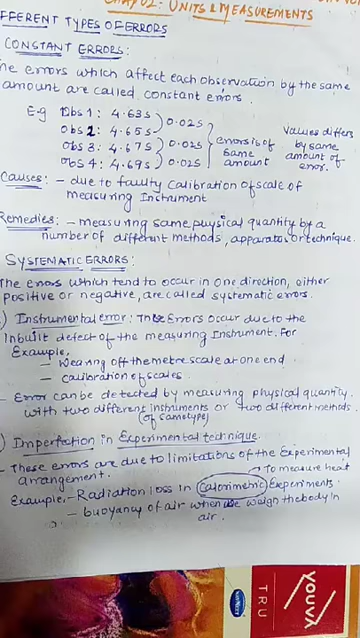 UNITS & MEASUREMENTS
FFERENT TYPES OF ERRORS
CONSTANT ERRORS:
he errors which affect each observation by the same
amount are called constant errors.
E-g Obs 1: 4.63s
Obs 2: 4.65s
Obs 3: 4.67s
Obs 4: 4.69s
0.02s
0.02s
0.02s
errors is of
same
amount
Values differs
by same
amount of
error.
Causes: - due to faulty calibration of scale of
measuring Instrument
Remedies: - measuring same physical quantity by a
number of different methods, apparatus or technique.
SYSTEMATIC ERRORS:
The errors which tend to occur in one direction, either
positive or negative, are called systematic errors.
) Instrumental error: These Errors occur due to the
Inbuilt defect of the measuring Instrument. For
Example,
- Wearing off the metre scale at one end
- calibration of scales.
- Error can be detected by measuring physical quantity.
with two different instruments or two different methods.
(of same type)
) Imperfection in Experimental technique.
- These errors are due to limitations of the Experimental
arrangement.
→ To measure heat
Example, - Radiation loss in Calorimetric Experiments.
- buoyancy of air when we weigh the body in
air.
navneet
YOUVA
TRU